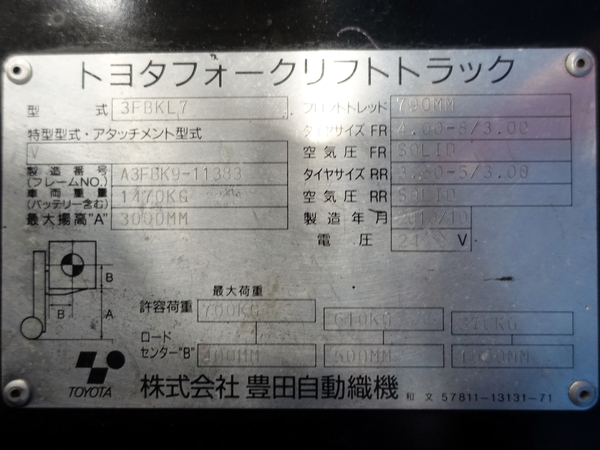 トヨタフォークリフトトラック
型 式 3FBKL7 フロントトレッド 790MM
特型型式・アタッチメント型式 タイヤサイズ FR 4.00-8/3.00
V 空気圧 FR SOLID
製造番号(フレームNO.) A3FBK9-11383 タイヤサイズ RR
車両重量(バッテリー含む) 1470KG 空気圧 RR SOLID
最大揚高"A" 3000MM 製造年月
電圧 24 V
B
B
A
最大荷重
許容荷重 700KG 610KG
ロードセンター"B" 400MM 600MM
TOYOTA 株式会社 豊田自動織機 和文 57811-13131-71